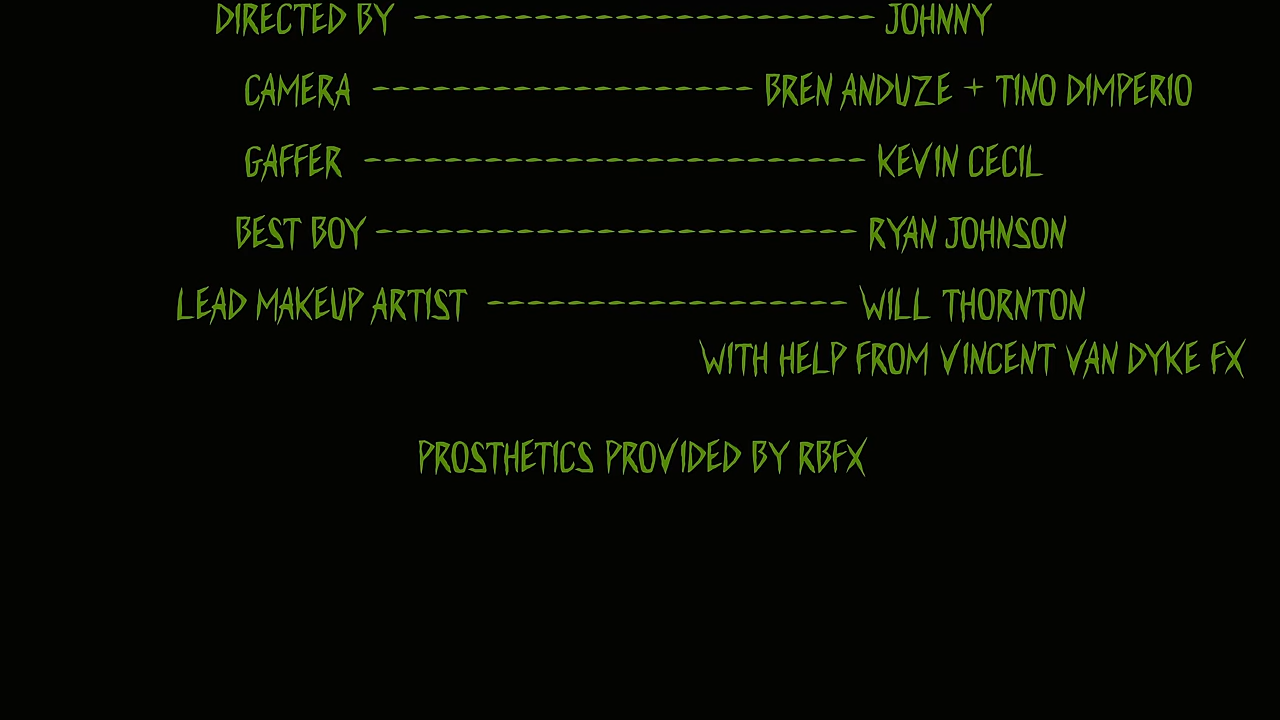 DIRECTED BY ----------------------- JOHNNY
CAMERA ------------------- BREN ANDUZE + TINO DIMPERIO
GAFFER ------------------------- KEVIN CECIL
BEST BOY ------------------------ RYAN JOHNSON
LEAD MAKEUP ARTIST ------------------ WILL THORNTON
WITH HELP FROM VINCENT VAN DYKE FX
PROSTHETICS PROVIDED BY RBFX